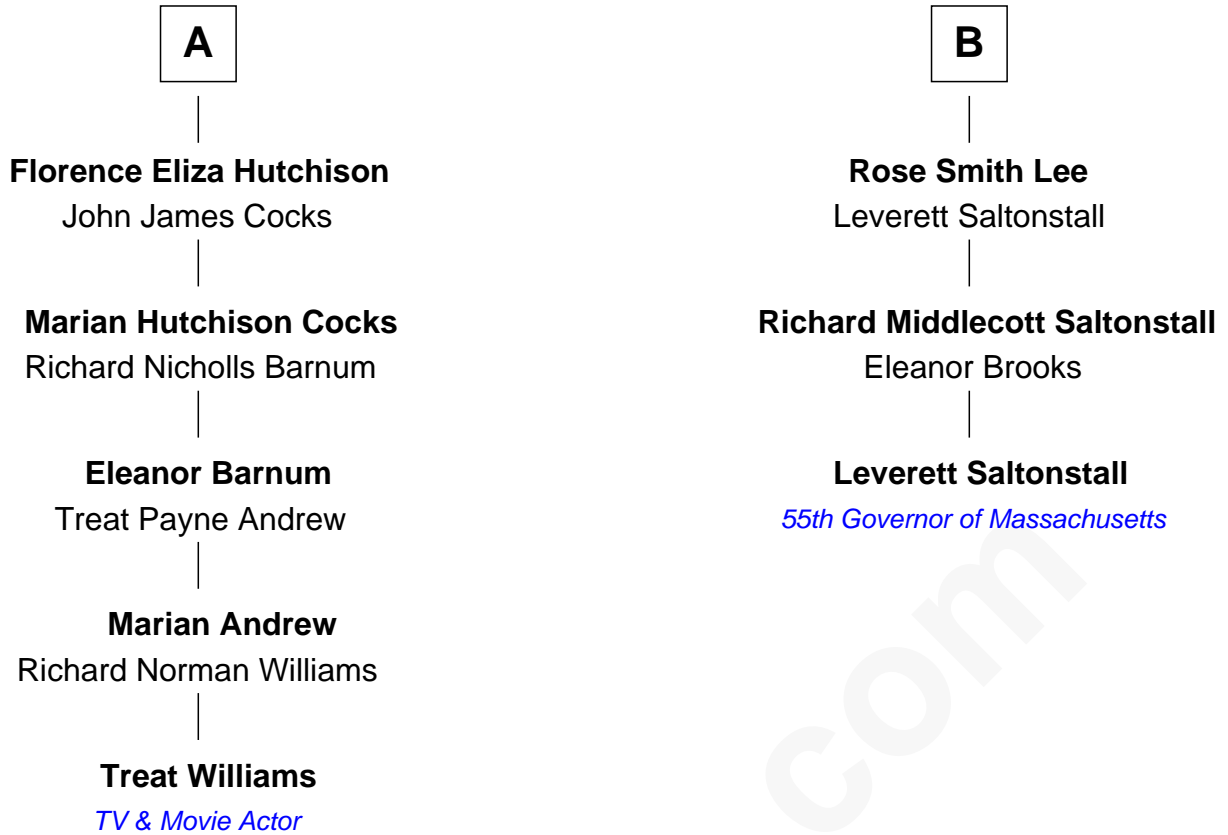 A
Florence Eliza Hutchison
John James Cocks
Marian Hutchison Cocks
Richard Nicholls Barnum
Eleanor Barnum
Treat Payne Andrew
Marian Andrew
Richard Norman Williams
Treat Williams
TV & Movie Actor
B
Rose Smith Lee
Leverett Saltonstall
Richard Middlecott Saltonstall
Eleanor Brooks
Leverett Saltonstall
55th Governor of Massachusetts
com